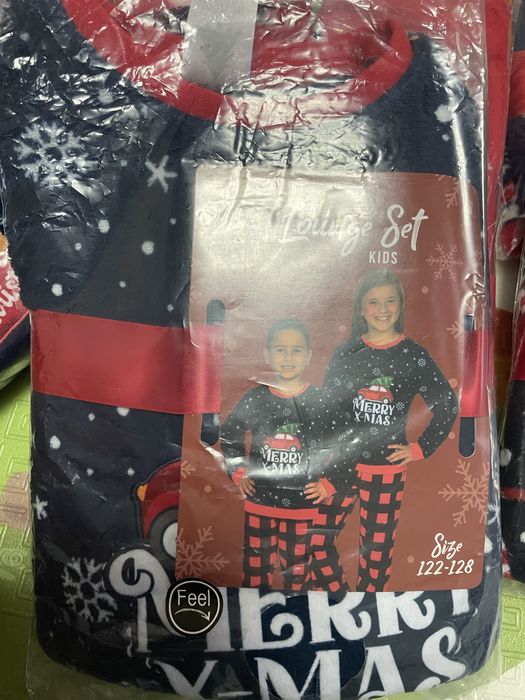 Lounge Set
KIDS
MERRY
X-MAS
MERRY
X-MAS
Size
122-128
Feel
MERRY
X-MAS